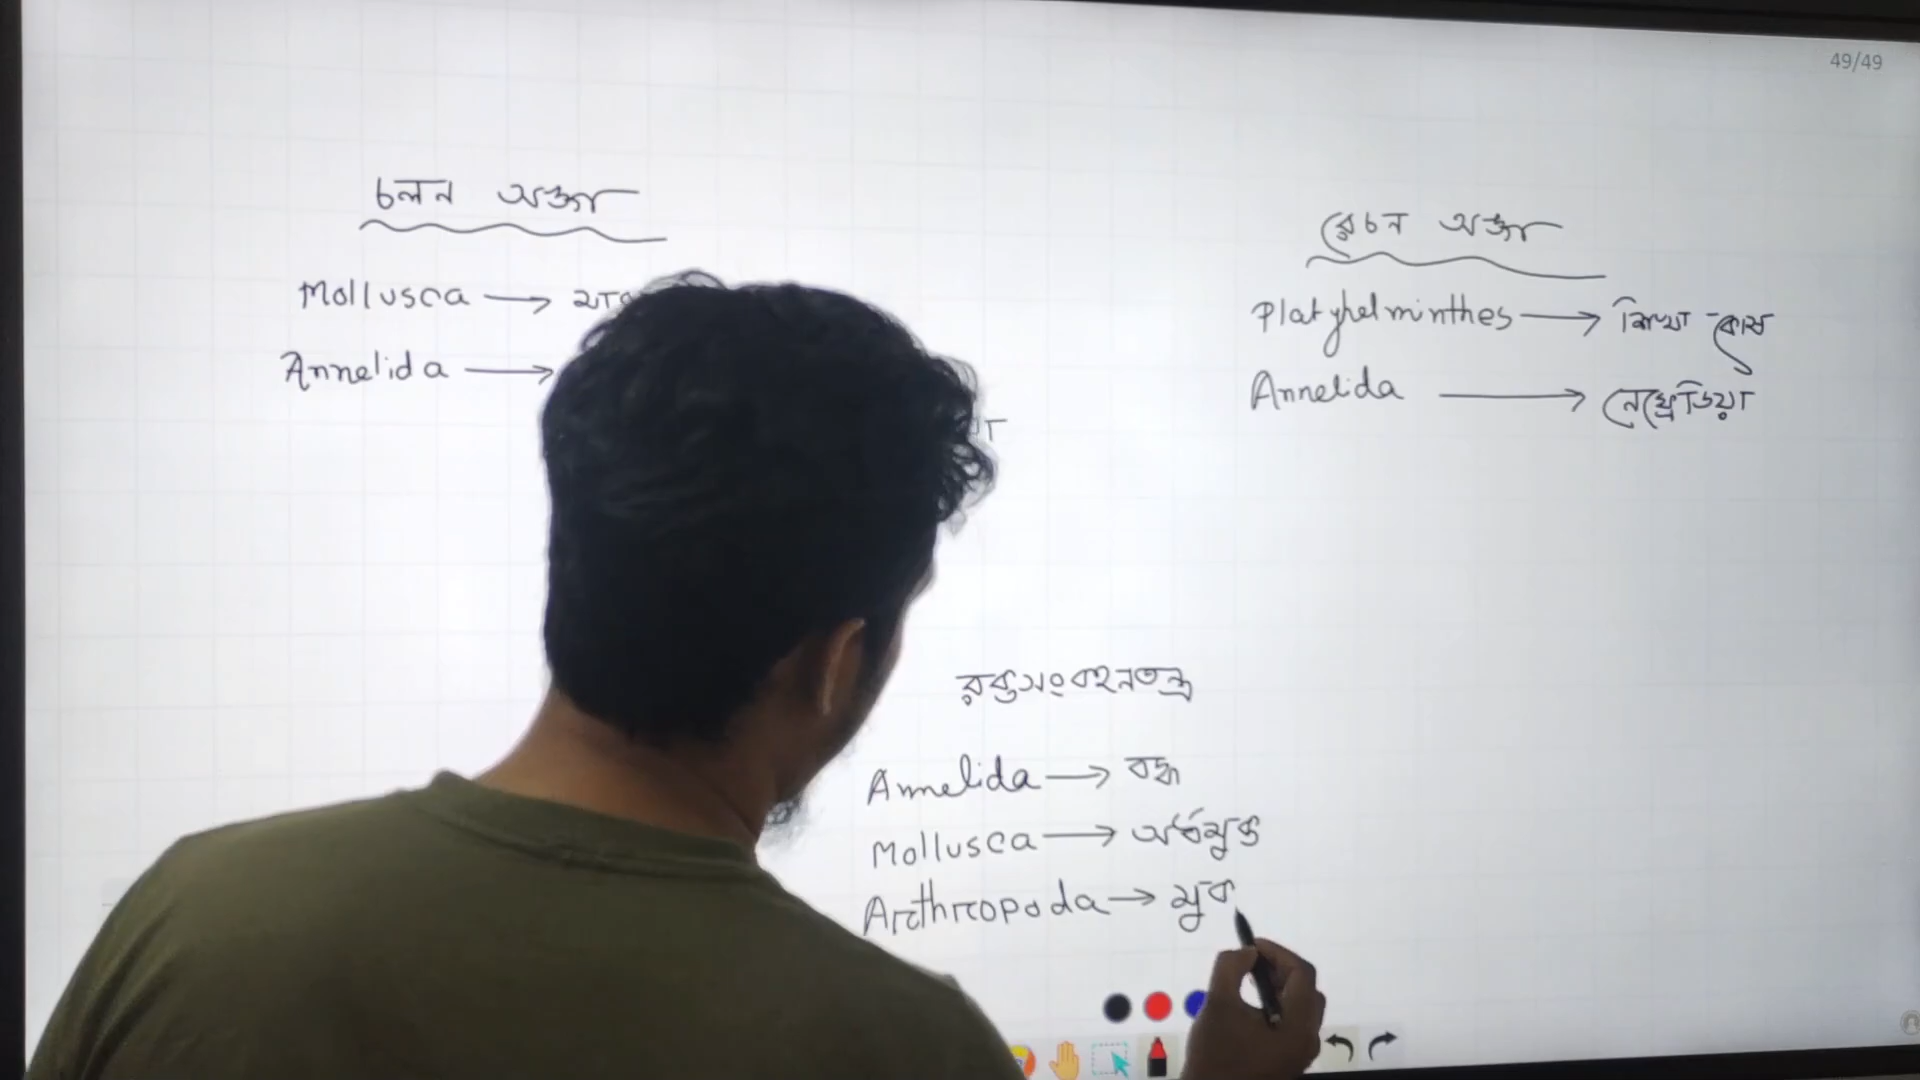 49/49
চলন অঙ্গ
Mollusca →
Annelida →
রেচন অঙ্গ
Platyhelminthes → শিখা কোষ
Annelida → নেফ্রেডিয়া
রক্তসংবহনতন্ত্র
Annelida → বদ্ধ
Mollusca → অর্ধমুক্ত
Arthropoda → মুক